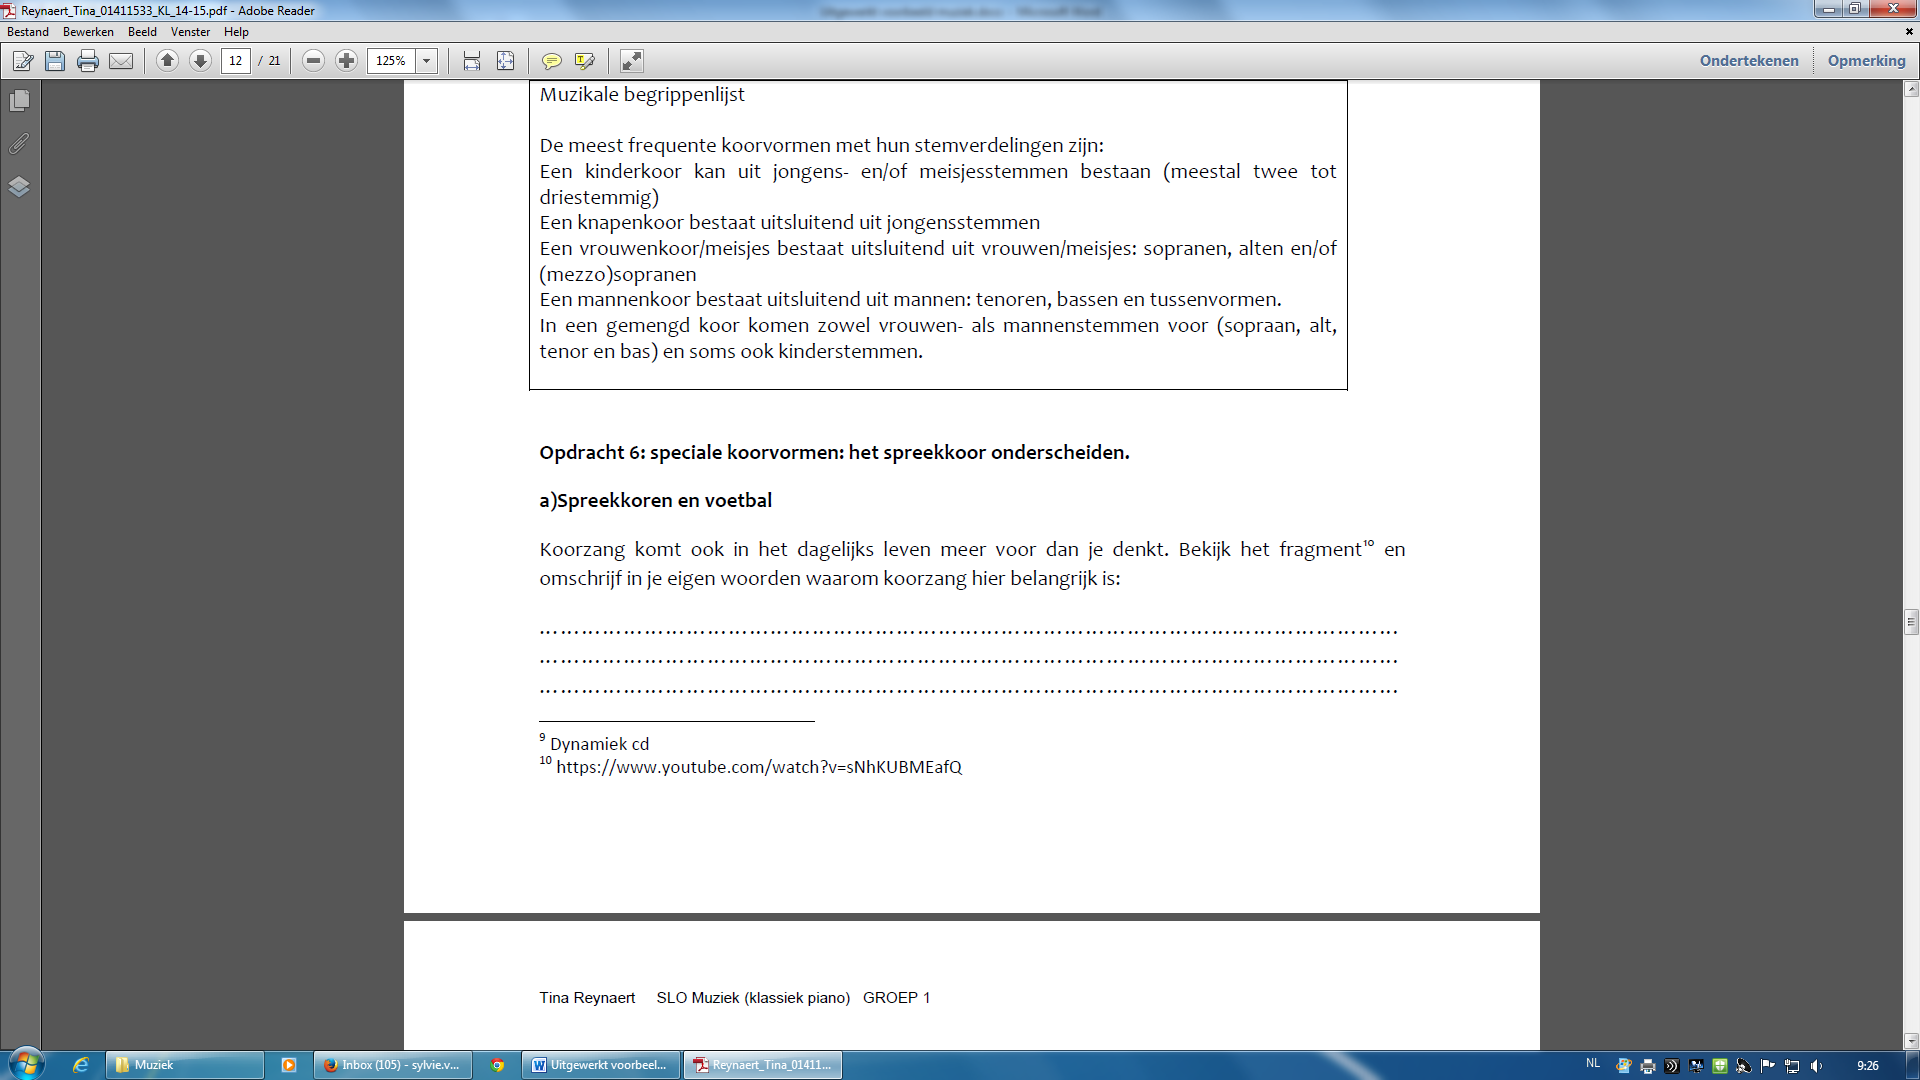 Reynaert_Tina_01411533_KL_14-15.pdf - Adobe Reader
Bestand Bewerken Beeld Venster Help
12 / 21 125% Ondertekenen Opmerking
Muzikale begrippenlijst
De meest frequente koorvormen met hun stemverdelingen zijn:
Een kinderkoor kan uit jongens- en/of meisjesstemmen bestaan (meestal twee tot
driestemmig)
Een knapenkoor bestaat uitsluitend uit jongensstemmen
Een vrouwenkoor/meisjes bestaat uitsluitend uit vrouwen/meisjes: sopranen, alten en/of
(mezzo)sopranen
Een mannenkoor bestaat uitsluitend uit mannen: tenoren, bassen en tussenvormen.
In een gemengd koor komen zowel vrouwen- als mannenstemmen voor (sopraan, alt,
tenor en bas) en soms ook kinderstemmen.
Opdracht 6: speciale koorvormen: het spreekkoor onderscheiden.
a)Spreekkoren en voetbal
Koorzang komt ook in het dagelijks leven meer voor dan je denkt. Bekijk het fragment10 en
omschrijf in je eigen woorden waarom koorzang hier belangrijk is:
9 Dynamiek cd
10 https://www.youtube.com/watch?v=sNhKUBMEafQ
Tina Reynaert SLO Muziek (klassiek piano) GROEP 1
Muziek Inbox (105) - sylvie.v... Uitgewerkt voorbeel... Reynaert_Tina_01411... NL 9:26